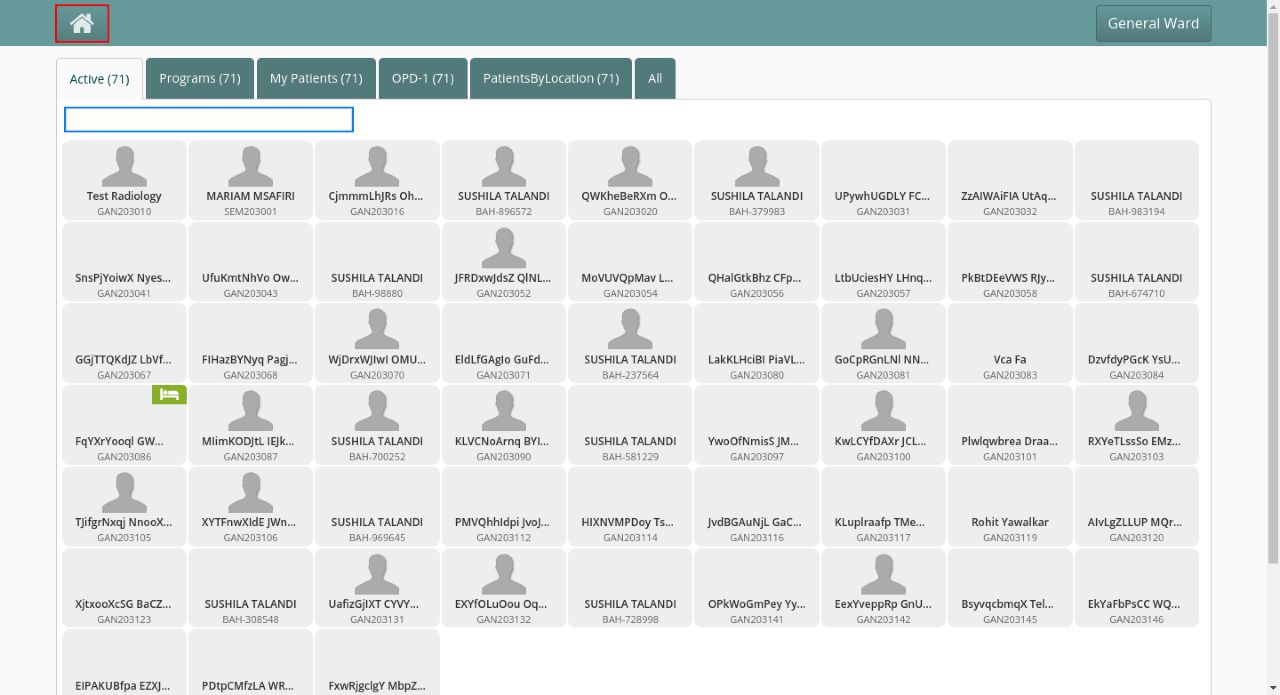 General Ward
Active (71)
Programs (71)
My Patients (71)
OPD-1 (71)
PatientsByLocation (71)
All
Test Radiology
GAN203010
MARIAM MSAFIRI
SEM203001
CjmmmLhJRs Oh...
GAN203016
SUSHILA TALANDI
BAH-896572
QWKheBeRXm O...
GAN203020
SUSHILA TALANDI
BAH-379983
UPywhUGDLY FC...
GAN203031
ZzAIWAiFIA UtAq...
GAN203032
SUSHILA TALANDI
BAH-983194
SnsPjYoiwX Nyes...
GAN203041
UfuKmtNhVo Ow...
GAN203043
SUSHILA TALANDI
BAH-98880
JFRDxwJdsZ QlNL...
GAN203052
MoVUVQpMav L...
GAN203054
QHalGtkBhz CFp...
GAN203056
LtbUciesHY LHnq...
GAN203057
PkBtDEeVWS RJy...
GAN203058
SUSHILA TALANDI
BAH-674710
GGjTTQKdJZ LbVf...
GAN203067
FIHazBYNyq Pagj...
GAN203068
WjDrxWJIwI OMU...
GAN203070
EldLfGAgIo GuFd...
GAN203071
SUSHILA TALANDI
BAH-237564
LakKLHciBI PiaVL...
GAN203080
GoCpRGnLNl NN...
GAN203081
Vca Fa
GAN203083
DzvfdyPGcK YsU...
GAN203084
FqYXrYooql GW...
GAN203086
MIimKODJtL IEJk...
GAN203087
SUSHILA TALANDI
BAH-700252
KLVCNoArnq BYI...
GAN203090
SUSHILA TALANDI
BAH-581229
YwoOfNmisS JM...
GAN203097
KwLCYfDAXr JCL...
GAN203100
Plwlqwbrea Draa...
GAN203101
RXYeTLssSo EMz...
GAN203103
TJifgrNxqj NnooX...
GAN203105
XYTFnwXIdE JWn...
GAN203106
SUSHILA TALANDI
BAH-969645
PMVQhhIdpi JvoJ...
GAN203112
HIXNVMPDoy Ts...
GAN203114
JvdBGAuNjL GaC...
GAN203116
KLuplraafp TMe...
GAN203117
Rohit Yawalkar
GAN203119
AIvLgZLLUP MQr...
GAN203120
XjtxooXcSG BaCZ...
GAN203123
SUSHILA TALANDI
BAH-308548
UafizGjIXT CYVY...
GAN203131
EXYfOLuOou Oq...
GAN203132
SUSHILA TALANDI
BAH-728998
OPkWoGmPey Yy...
GAN203141
EexYveppRp GnU...
GAN203142
BsyvqcbmqX Tel...
GAN203145
EkYaFbPsCC WQ...
GAN203146
EIPAKUBfpa EZXJ...
PDtpCMfzLA WR...
FxwRjgclgY MbpZ...